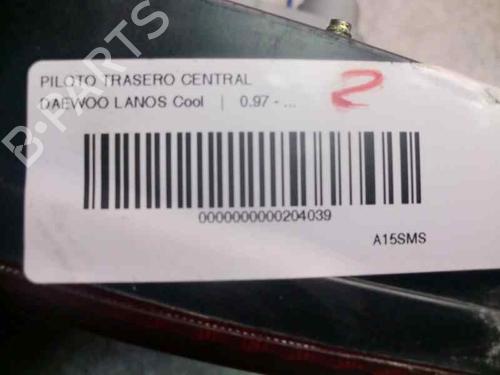 PILOTO TRASERO CENTRAL
DAEWOO LANOS Cool | 0.97 - ...
2
0000000000204039
A15SMS
B-PARTS